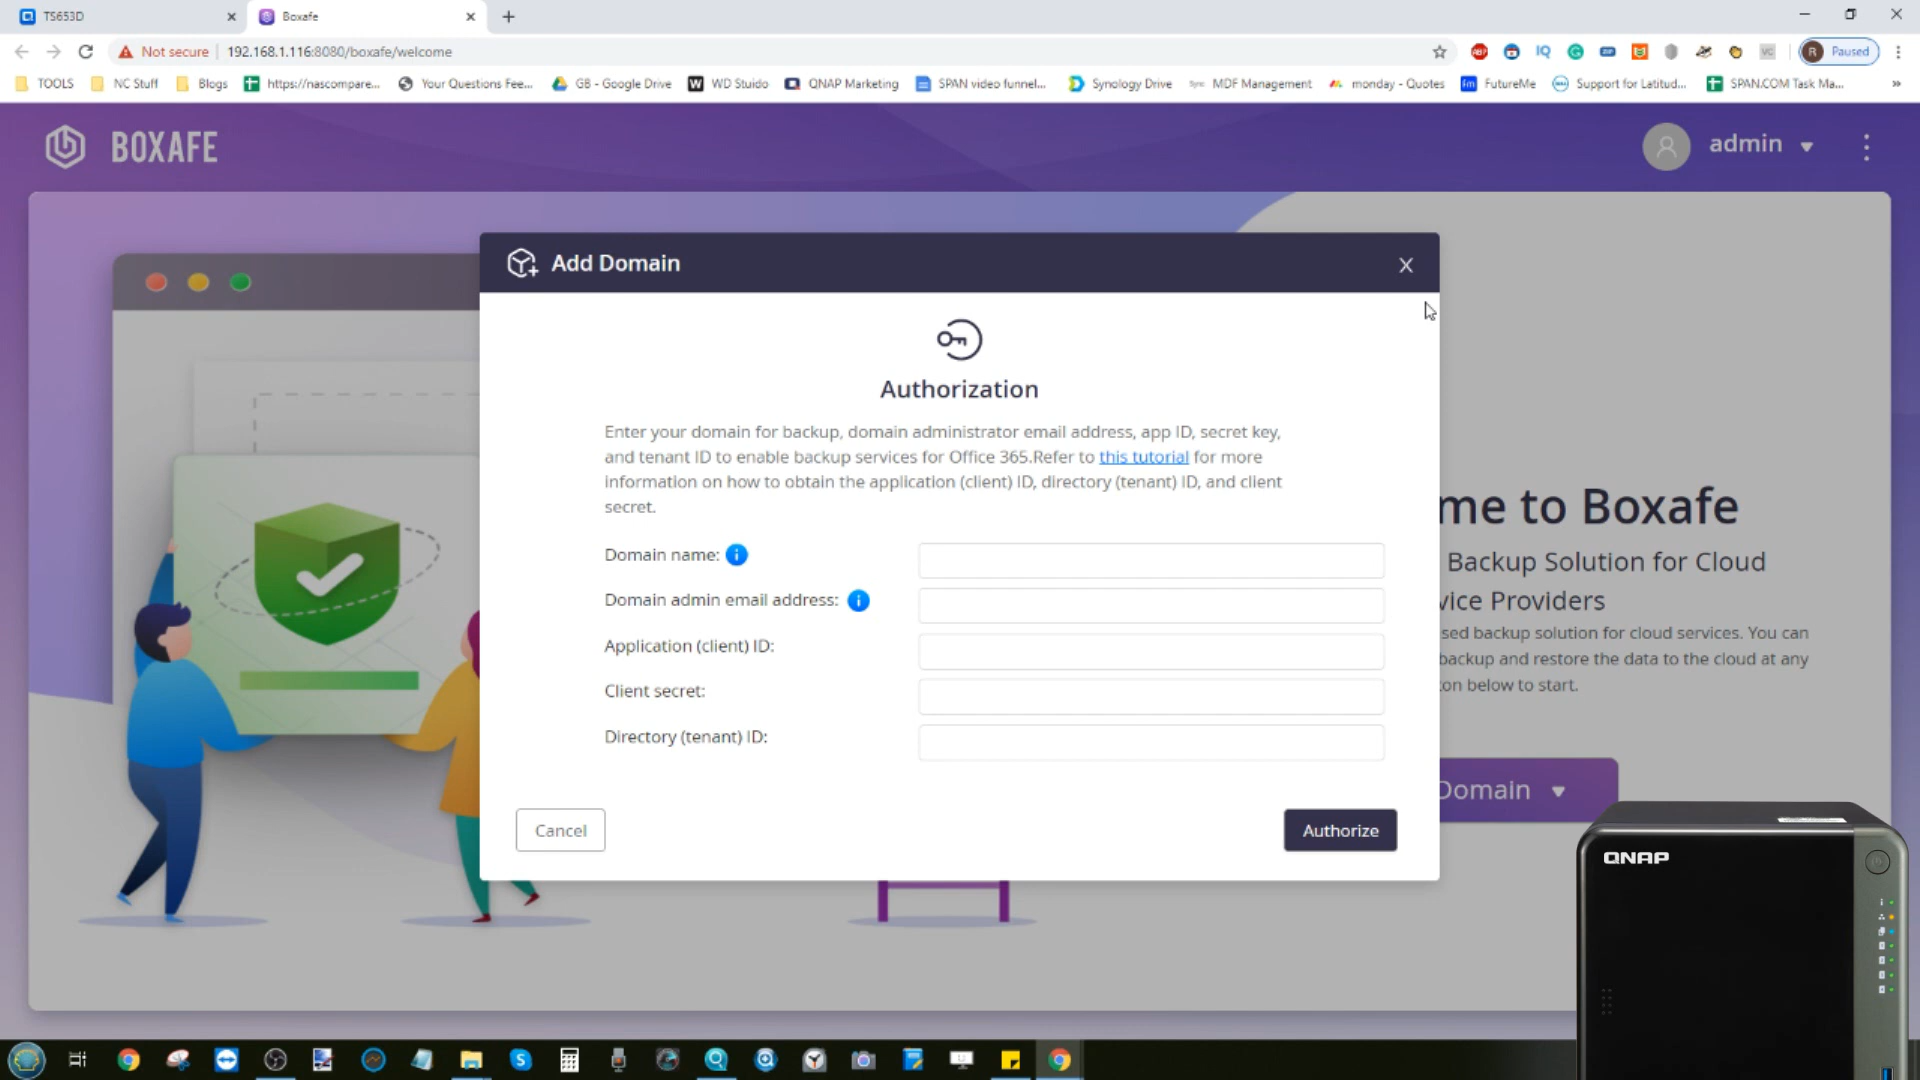 TS653D
Boxafe
Not secure
192.168.1.116:8080/boxafe/welcome
ABP
IQ
R
Paused
TOOLS
NC Stuff
Blogs
https://nascompare...
Your Questions Fee...
GB - Google Drive
WD Stuido
QNAP Marketing
SPAN video funnel...
Synology Drive
MDF Management
monday - Quotes
FutureMe
Support for Latitud...
SPAN.COM Task Ma...
BOXAFE
admin
Add Domain
Authorization
Enter your domain for backup, domain administrator email address, app ID, secret key,
and tenant ID to enable backup services for Office 365.Refer to this tutorial for more
information on how to obtain the application (client) ID, directory (tenant) ID, and client
secret.
Domain name:
Domain admin email address:
Application (client) ID:
Client secret:
Directory (tenant) ID:
Cancel
Authorize
me to Boxafe
Backup Solution for Cloud
vice Providers
sed backup solution for cloud services. You can
backup and restore the data to the cloud at any
on below to start.
Domain
QNAP